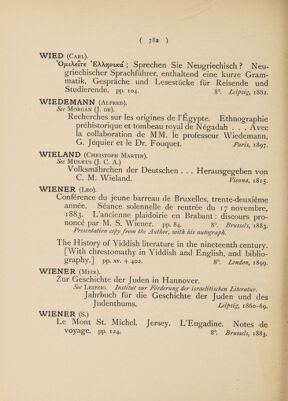 ( 782 )
WIED (CARL).
Ὁμιλεῖτε Ἑλληνικά; Sprechen Sie Neugriechisch? Neu-
griechischer Sprachführer, enthaltend eine kurze Gram-
matik, Gespräche und Lesestücke für Reisende und
Studierende. pp. 104. 8°. Leipzig, 1882.
WIEDEMANN (ALFRED).
See MORGAN (J. DE).
Recherches sur les origines de l'Égypte. Ethnographie
préhistorique et tombeau royal de Négadah . . . Avec
la collaboration de MM. le professeur Wiedemann,
G. Jéquier et le Dr. Fouquet. Paris, 1897.
WIELAND (CHRISTOPH MARTIN).
See MUSAEUS (J. C. A.)
Volksmährchen der Deutschen . . . Herausgegeben von
C. M. Wieland. Vienna, 1815.
WIENER (LEO).
Conférence du jeune barreau de Bruxelles, trente-deuxième
année. Séance solennelle de rentrée du 17 novembre,
1883. L'ancienne plaidoirie en Brabant: discours pro-
noncé par M. S. Wiener. pp. 84. 8°. Brussels, 1883.
Presentation copy from the Author, with his autograph.
The History of Yiddish literature in the nineteenth century.
[With chrestomathy in Yiddish and English, and biblio-
graphy.] pp. xv. + 402. 8°. London, 1899.
WIENER (MEIR).
Zur Geschichte der Juden in Hannover.
See LEIPZIG. Institut zur Förderung der israelitischen Literatur.
Jahrbuch für die Geschichte der Juden und des
Judenthums. Leipzig, 1860-69.
WIENER (S.)
Le Mont St. Michel. Jersey. L'Engadine. Notes de
voyage. pp. 124. 8°. Brussels, 1883.